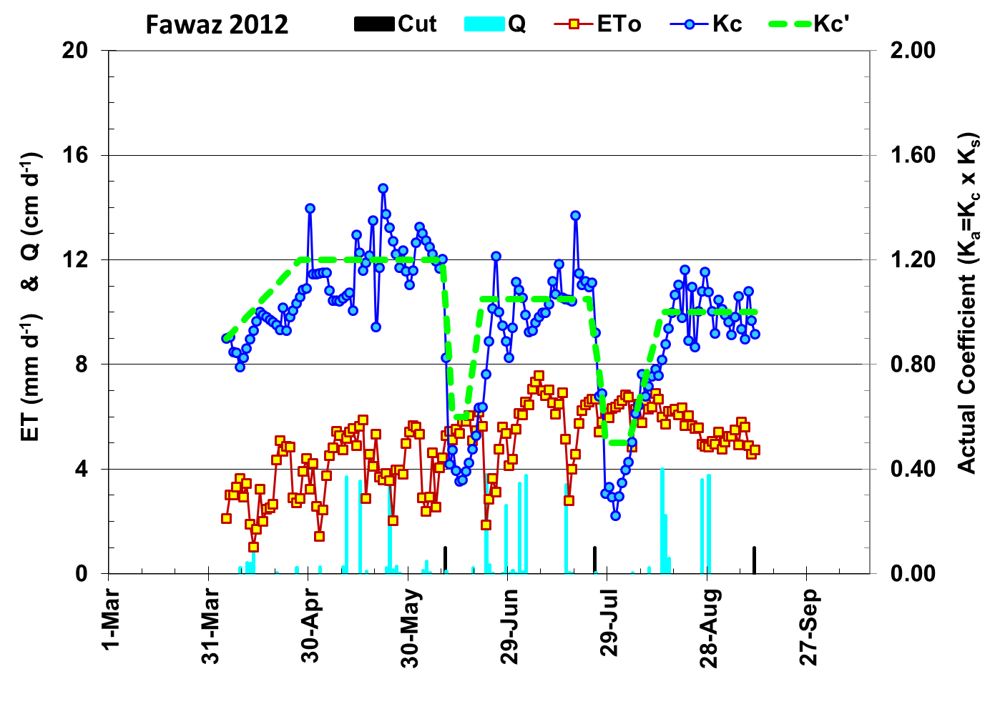 Fawaz 2012
Cut Q ETo Kc Kc'
20 2.00
16 1.60
12 1.20
8 0.80
4 0.40
0 0.00
ET (mm d-1) & Q (cm d-1)
Actual Coefficient (Ka=Kc x Ks)
1-Mar 31-Mar 30-Apr 30-May 29-Jun 29-Jul 28-Aug 27-Sep